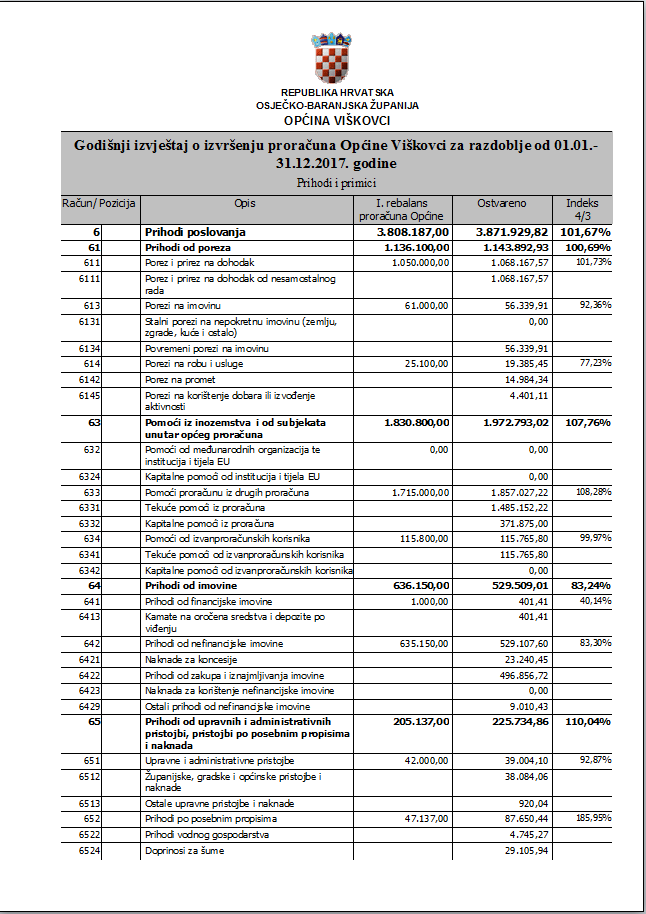 REPUBLIKA HRVATSKA
OSJEČKO-BARANJSKA ŽUPANIJA
OPĆINA VIŠKOVCI
Godišnji izvještaj o izvršenju proračuna Općine Viškovci za razdoblje od 01.01.-
31.12.2017. godine
Prihodi i primici
Račun/ Pozicija Opis I. rebalans Ostvareno Indeks
proračuna Općine 4/3
6 Prihodi poslovanja 3.808.187,00 3.871.929,82 101,67%
61 Prihodi od poreza 1.136.100,00 1.143.892,93 100,69%
611 Porez i prirez na dohodak 1.050.000,00 1.068.167,57 101,73%
6111 Porez i prirez na dohodak od nesamostalnog 1.068.167,57
rada
613 Porezi na imovinu 61.000,00 56.339,91 92,36%
6131 Stalni porezi na nepokretnu imovinu (zemlju, 0,00
zgrade, kuće i ostalo)
6134 Povremeni porezi na imovinu 56.339,91
614 Porezi na robu i usluge 25.100,00 19.385,45 77,23%
6142 Porez na promet 14.984,34
6145 Porezi na korištenje dobara ili izvođenje 4.401,11
aktivnosti
63 Pomoći iz inozemstva i od subjekata 1.830.800,00 1.972.793,02 107,76%
unutar općeg proračuna
632 Pomoći od međunarodnih organizacija te 0,00 0,00
institucija i tijela EU
6324 Kapitalne pomoći od institucija i tijela EU 0,00
633 Pomoći proračunu iz drugih proračuna 1.715.000,00 1.857.027,22 108,28%
6331 Tekuće pomoći iz proračuna 1.485.152,22
6332 Kapitalne pomoći iz proračuna 371.875,00
634 Pomoći od izvanproračunskih korisnika 115.800,00 115.765,80 99,97%
6341 Tekuće pomoći od izvanproračunskih korisnika 115.765,80
6342 Kapitalne pomoći od izvanproračunskih korisnika 0,00
64 Prihodi od imovine 636.150,00 529.509,01 83,24%
641 Prihodi od financijske imovine 1.000,00 401,41 40,14%
6413 Kamate na oročena sredstva i depozite po 401,41
viđenju
642 Prihodi od nefinancijske imovine 635.150,00 529.107,60 83,30%
6421 Naknade za koncesije 23.240,45
6422 Prihodi od zakupa i iznajmljivanja imovine 496.856,72
6423 Naknada za korištenje nefinancijske imovine 0,00
6429 Ostali prihodi od nefinancijske imovine 9.010,43
65 Prihodi od upravnih i administrativnih 205.137,00 225.734,86 110,04%
pristojbi, pristojbi po posebnim propisima
i naknada
651 Upravne i administrativne pristojbe 42.000,00 39.004,10 92,87%
6512 Županijske, gradske i općinske pristojbe i 38.084,06
naknade
6513 Ostale upravne pristojbe i naknade 920,04
652 Prihodi po posebnim propisima 47.137,00 87.650,44 185,95%
6522 Prihodi vodnog gospodarstva 4.745,27
6524 Doprinosi za šume 29.105,94